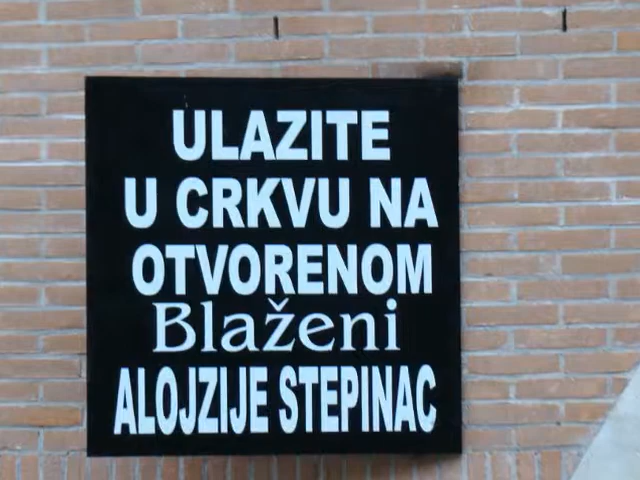 ULAZITE
U CRKVU NA
OTVORENOM
Blaženi
ALOJZIJE STEPINAC